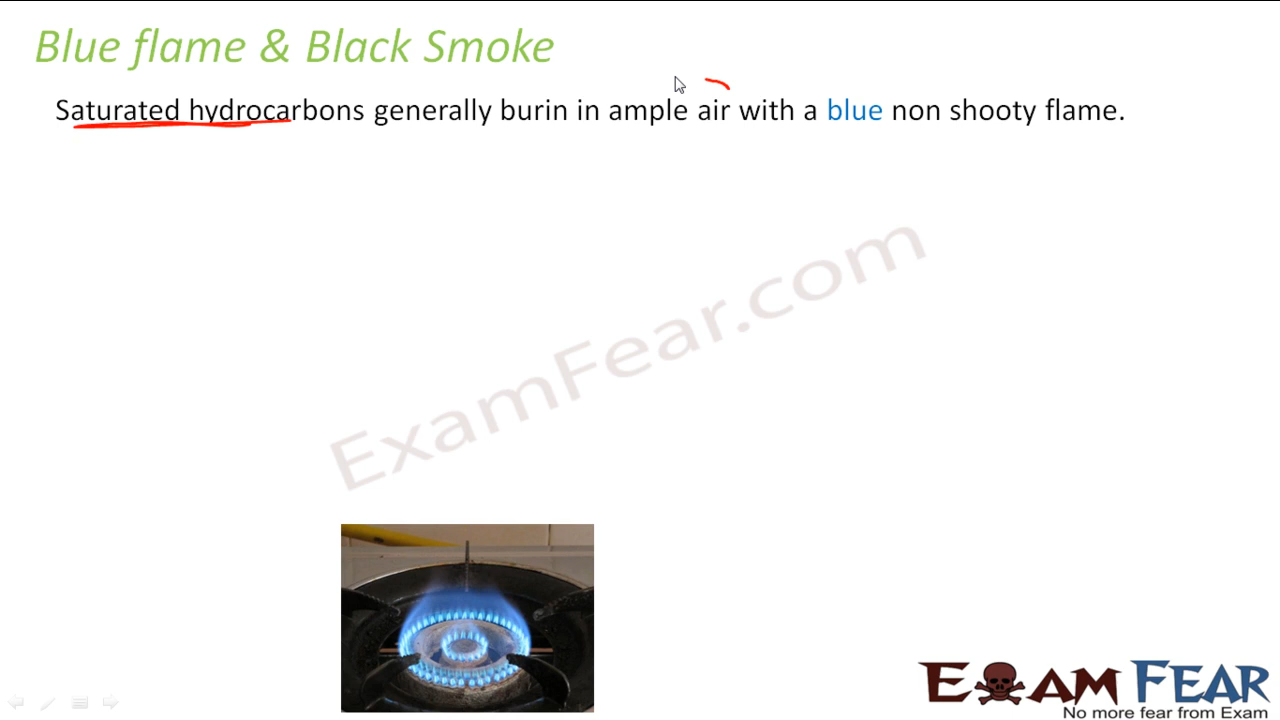 Blue flame & Black Smoke
Saturated hydrocarbons generally burin in ample air with a blue non shooty flame.
ExamFear.com
EXAM FEAR
No more fear from Exam